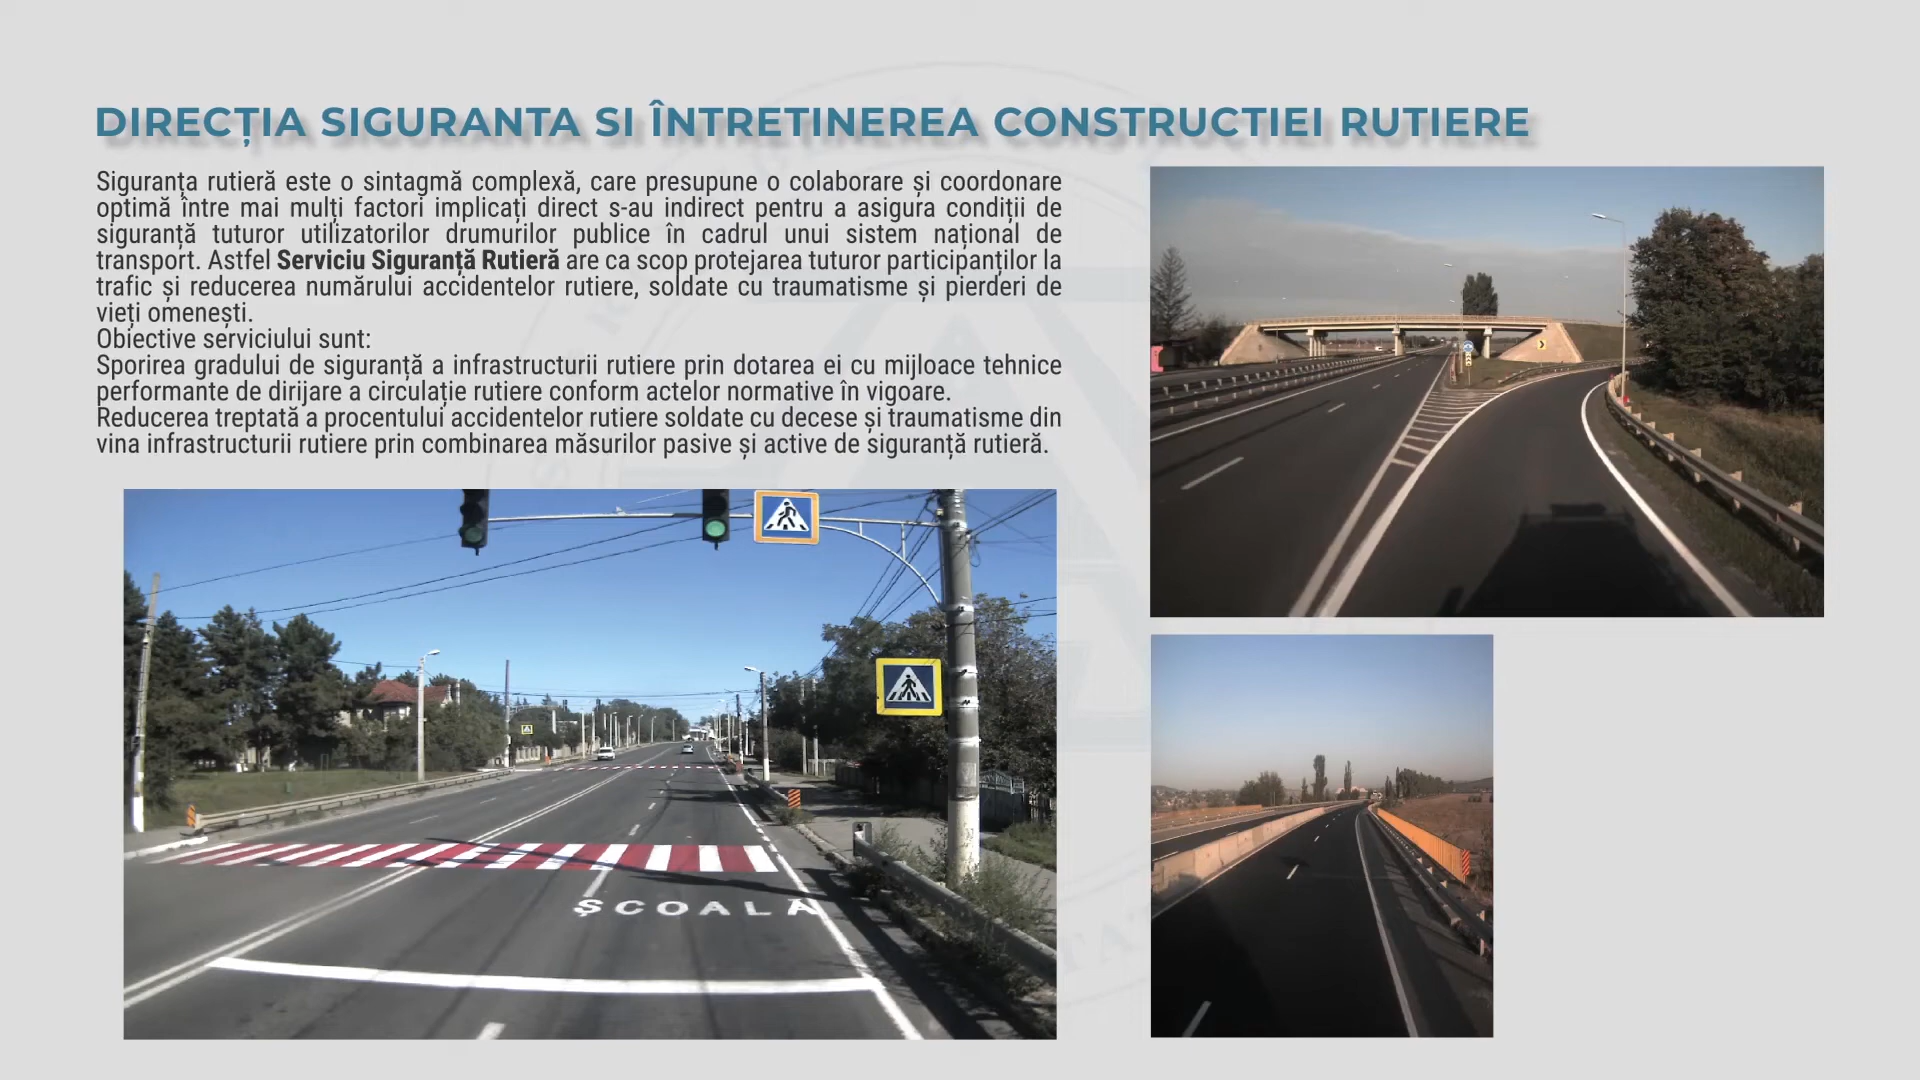 DIRECȚIA SIGURANTA SI ÎNTRETINEREA CONSTRUCTIEI RUTIERE
Siguranța rutieră este o sintagmă complexă, care presupune o colaborare și coordonare
optimă între mai mulți factori implicați direct s-au indirect pentru a asigura condiții de
siguranță tuturor utilizatorilor drumurilor publice în cadrul unui sistem național de
transport. Astfel Serviciu Siguranță Rutieră are ca scop protejarea tuturor participanților la
trafic și reducerea numărului accidentelor rutiere, soldate cu traumatisme și pierderi de
vieți omenești.
Obiective serviciului sunt:
Sporirea gradului de siguranță a infrastructurii rutiere prin dotarea ei cu mijloace tehnice
performante de dirijare a circulație rutiere conform actelor normative în vigoare.
Reducerea treptată a procentului accidentelor rutiere soldate cu decese și traumatisme din
vina infrastructurii rutiere prin combinarea măsurilor pasive și active de siguranță rutieră.
ȘCOALĂ